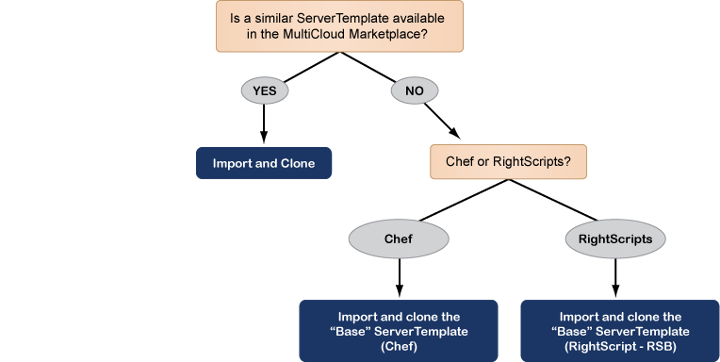 Is a similar ServerTemplate available
in the MultiCloud Marketplace?
YES
NO
Import and Clone
Chef or RightScripts?
Chef
RightScripts
Import and clone the
“Base” ServerTemplate
(Chef)
Import and clone the
“Base” ServerTemplate
(RightScript - RSB)